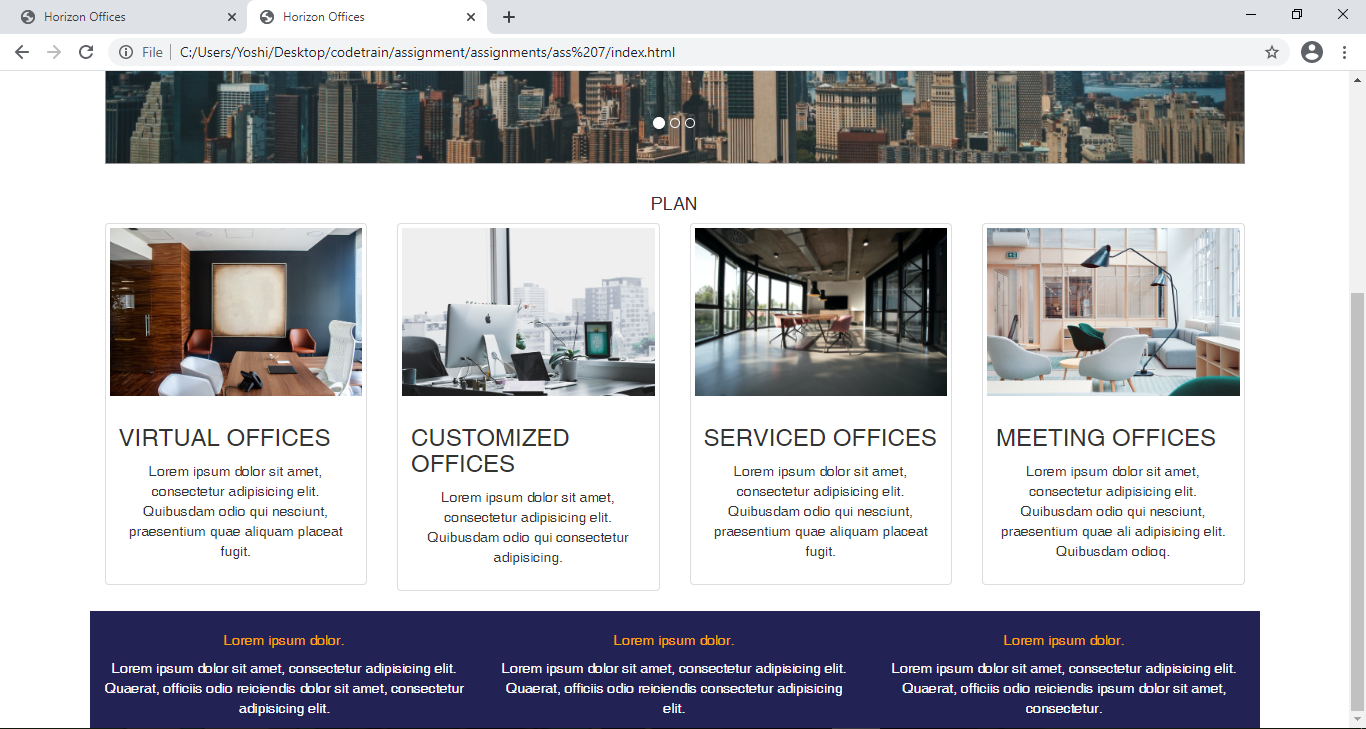 Horizon Offices
Horizon Offices
File
C:/Users/Yoshi/Desktop/codetrain/assignment/assignments/ass%207/index.html
PLAN
VIRTUAL OFFICES
Lorem ipsum dolor sit amet,
consectetur adipisicing elit.
Quibusdam odio qui nesciunt,
praesentium quae aliquam placeat
fugit.
CUSTOMIZED
OFFICES
Lorem ipsum dolor sit amet,
consectetur adipisicing elit.
Quibusdam odio qui consectetur
adipisicing.
SERVICED OFFICES
Lorem ipsum dolor sit amet,
consectetur adipisicing elit.
Quibusdam odio qui nesciunt,
praesentium quae aliquam placeat
fugit.
MEETING OFFICES
Lorem ipsum dolor sit amet,
consectetur adipisicing elit.
Quibusdam odio qui nesciunt,
praesentium quae ali adipisicing elit.
Quibusdam odioq.
Lorem ipsum dolor.
Lorem ipsum dolor sit amet, consectetur adipisicing elit.
Quaerat, officiis odio reiciendis dolor sit amet, consectetur
adipisicing elit.
Lorem ipsum dolor.
Lorem ipsum dolor sit amet, consectetur adipisicing elit.
Quaerat, officiis odio reiciendis consectetur adipisicing
elit.
Lorem ipsum dolor.
Lorem ipsum dolor sit amet, consectetur adipisicing elit.
Quaerat, officiis odio reiciendis ipsum dolor sit amet,
consectetur.